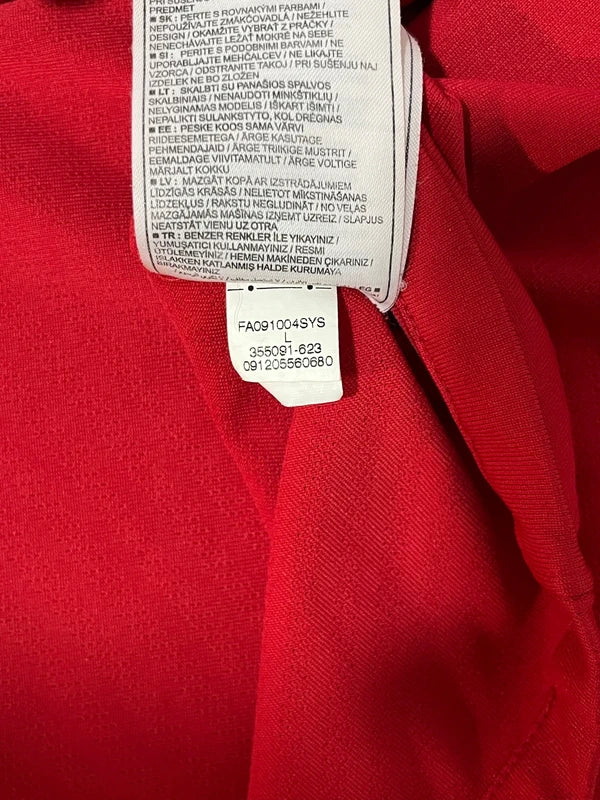 PREDMET
■ SK : PERTE S ROVNAKÝMI FARBAMI /
NEPOUŽÍVAJTE ZMÄKČOVADLÁ / NEŽEHLITE
DESIGN / OKAMŽITE VYBRAŤ Z PRÁČKY /
NENECHÁVEJTE LEŽAŤ MOKRÉ NA SEBE
■ SI : PERITE S PODOBNIMI BARVAMI / NE
UPORABLJAJTE MEHČALCEV / NE LIKAJTE
VZORCA / ODSTRANITE TAKOJ / PRI SUŠENJU NAJ
IZDELEK NE BO ZLOŽEN
■ LT : SKALBTI SU PANAŠIOS SPALVOS
SKALBINIAIS / NENAUDOTI MINKŠTIKLIŲ /
NELYGINAMAS MODELIS / IŠKART IŠIMTI /
NEPALIKTI SULANKSTYTO, KOL DRĖGNAS
■ EE : PESKE KOOS SAMA VÄRVI
RIIDEESEMETEGA / ÄRGE KASUTAGE
PEHMENDAJAID / ÄRGE TRIIKIGE MUSTRIT /
EEMALDAGE VIIVITAMATULT / ÄRGE VOLTIGE
MÄRJALT KOKKU
■ LV : MAZGĀT KOPĀ AR IZSTRĀDĀJUMIEM
LĪDZĪGĀS KRĀSĀS / NELIETOT MĪKSTINĀŠANAS
LĪDZEKĻUS / RAKSTU NEGLUDINĀT / NO VEĻAS
MAZGĀJAMĀS MAŠĪNAS IZŅEMT UZREIZ / SLAPJUS
NEATSTĀT VIENU UZ OTRA
■ TR : BENZER RENKLER İLE YIKAYINIZ /
YUMUŞATICI KULLANMAYINIZ / RESMİ
ÜTÜLEMEYİNİZ / HEMEN MAKİNEDEN ÇIKARINIZ /
ISLAKKEN KATLANMIŞ HALDE KURUMAYA
BIRAKMAYINIZ
EG ■
FA091004SYS
L
355091-623
091205560680